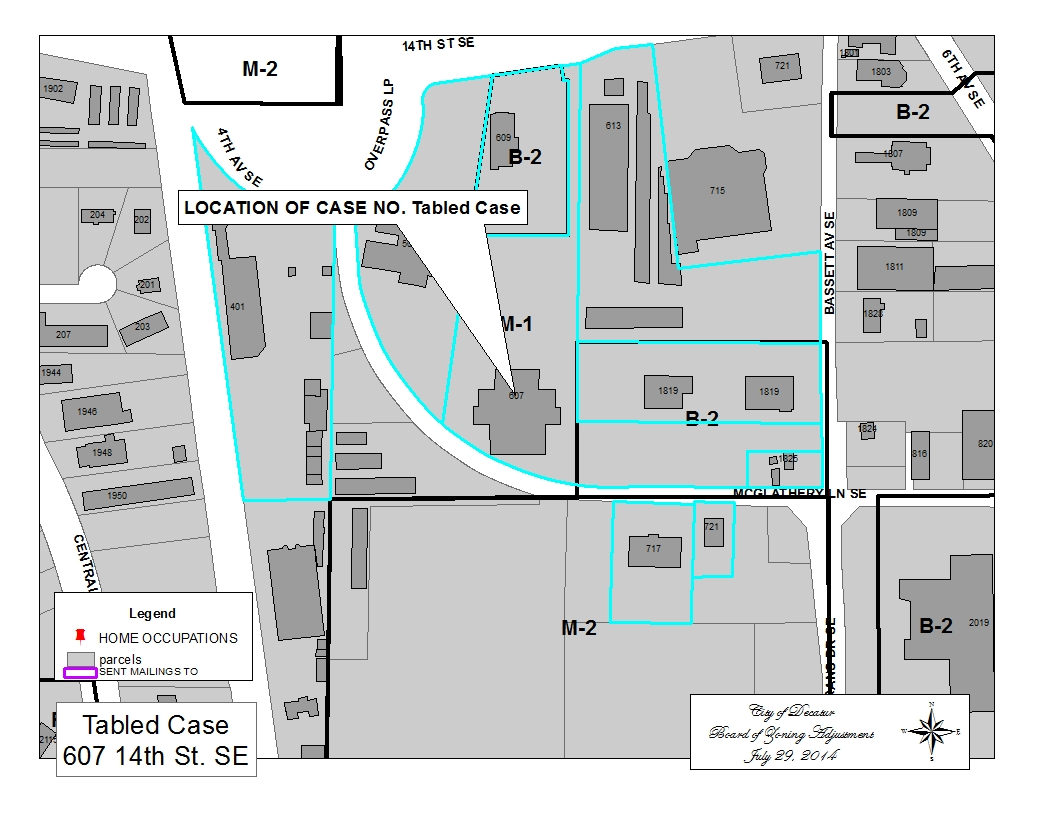 14TH ST SE
M-2
OVERPASS LP
4TH AV SE
6TH AV SE
1801
1803
721
1902
B-2
613
609
B-2
1807
715
LOCATION OF CASE NO. Tabled Case
204
202
1809
1809
BASSETT AV SE
1811
201
401
203
207
M-1
1944
607
1819
1819
1946
B-2
1824
1948
816
820
1825
1950
MCGLATHERY LN SE
721
717
CENTRAL
M-2
B-2
2019
Legend
HOME OCCUPATIONS
parcels
SENT MAILINGS TO
Tabled Case
607 14th St. SE
City of Decatur
Board of Zoning Adjustment
July 29, 2014
N
W
E
S